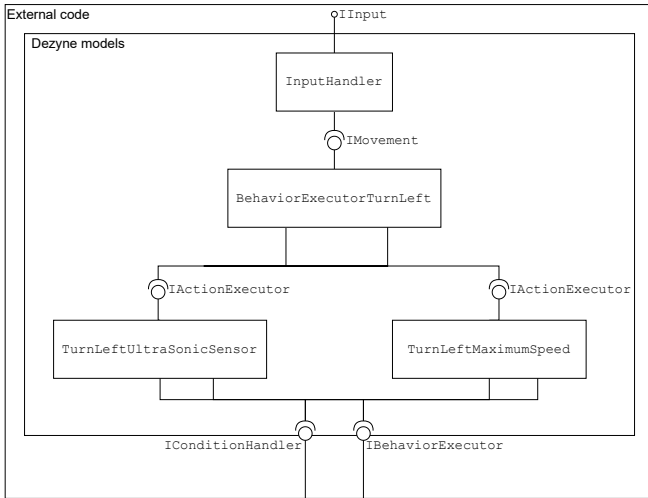 External code
IInput
Dezyne models
InputHandler
IMovement
BehaviorExecutorTurnLeft
IActionExecutor
IActionExecutor
TurnLeftUltraSonicSensor
TurnLeftMaximumSpeed
IConditionHandler
IBehaviorExecutor